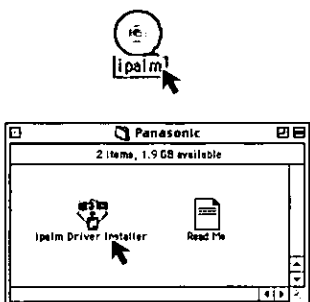 ipalm
Panasonic
2 items, 1.9 GB available
ipalm Driver Installer
Read Me